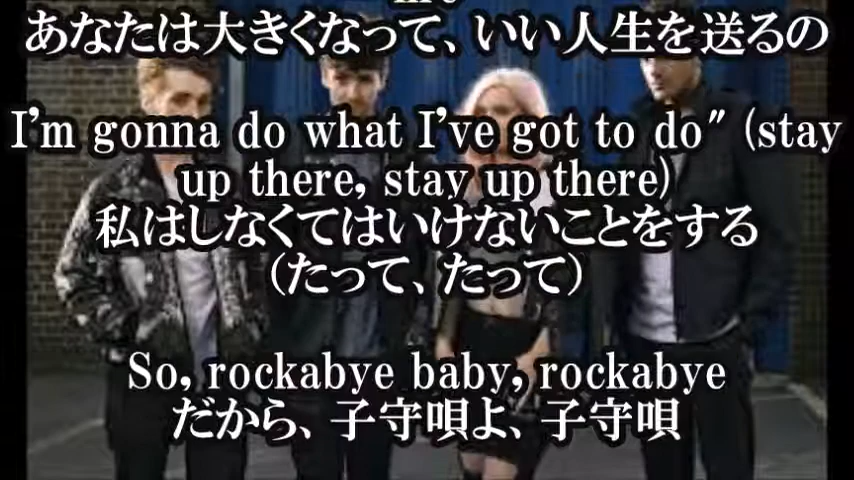 life
あなたは大きくなって、いい人生を送るの
I'm gonna do what I've got to do" (stay
up there, stay up there)
私はしなくてはいけないことをする
(たって、たって)
So, rockabye baby, rockabye
だから、子守唄よ、子守唄